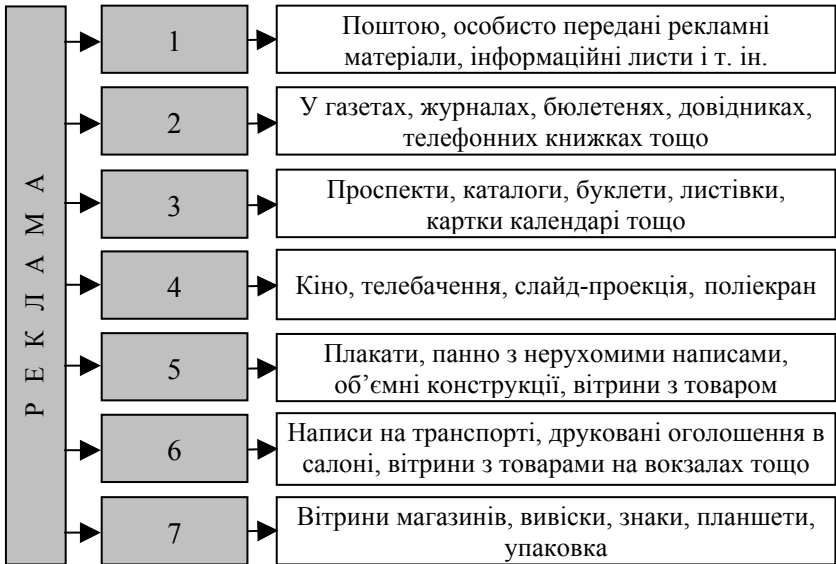 РЕКЛАМА
1
Поштою, особисто передані рекламні
матеріали, інформаційні листи і т. ін.
2
У газетах, журналах, бюлетенях, довідниках,
телефонних книжках тощо
3
Проспекти, каталоги, буклети, листівки,
картки календарі тощо
4
Кіно, телебачення, слайд-проекція, поліекран
5
Плакати, панно з нерухомими написами,
об’ємні конструкції, вітрини з товаром
6
Написи на транспорті, друковані оголошення в
салоні, вітрини з товарами на вокзалах тощо
7
Вітрини магазинів, вивіски, знаки, планшети,
упаковка